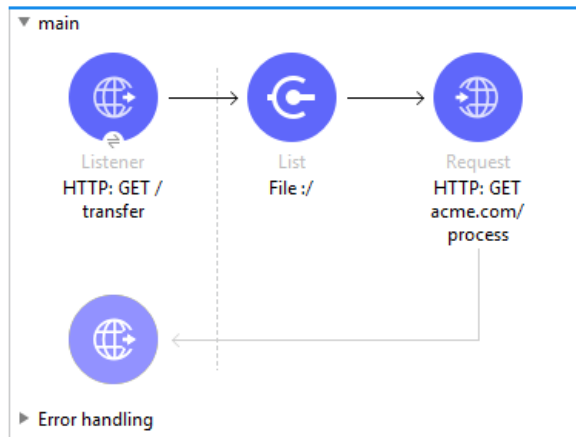 main
Listener
HTTP: GET /
transfer
List
File :/
Request
HTTP: GET
acme.com/
process
Error handling